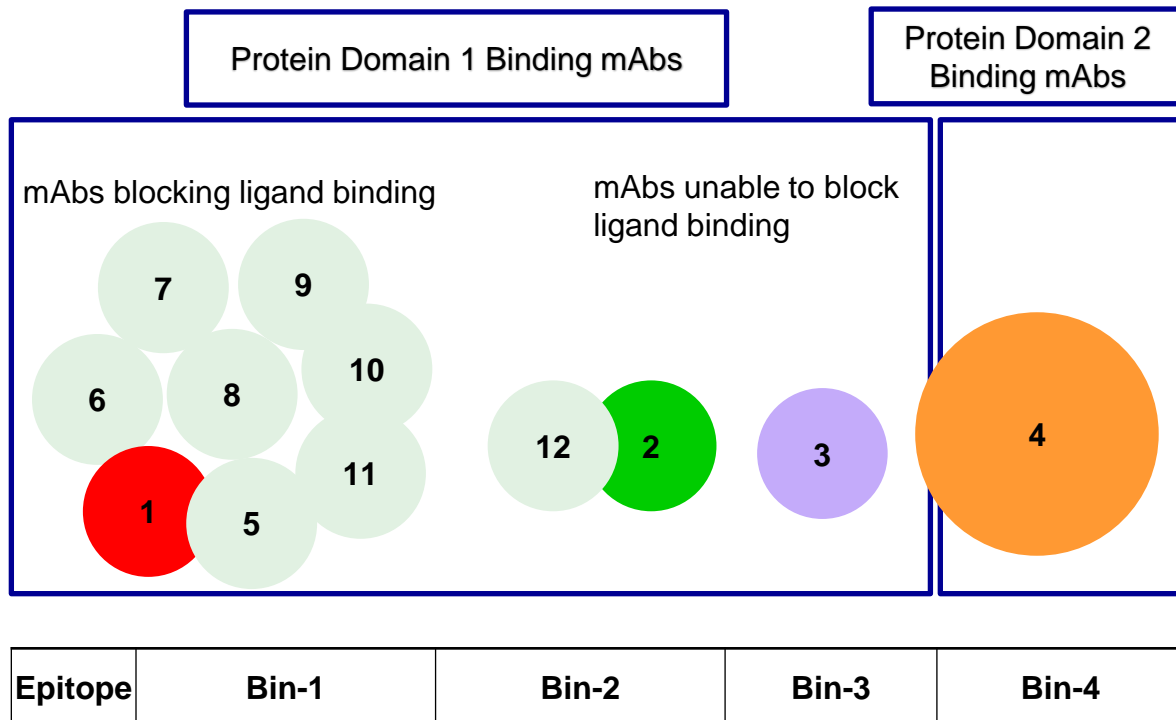 Protein Domain 1 Binding mAbs
Protein Domain 2
Binding mAbs
mAbs blocking ligand binding
mAbs unable to block
ligand binding
7
9
10
6
8
12
2
3
4
11
1
5
Epitope Bin-1 Bin-2 Bin-3 Bin-4